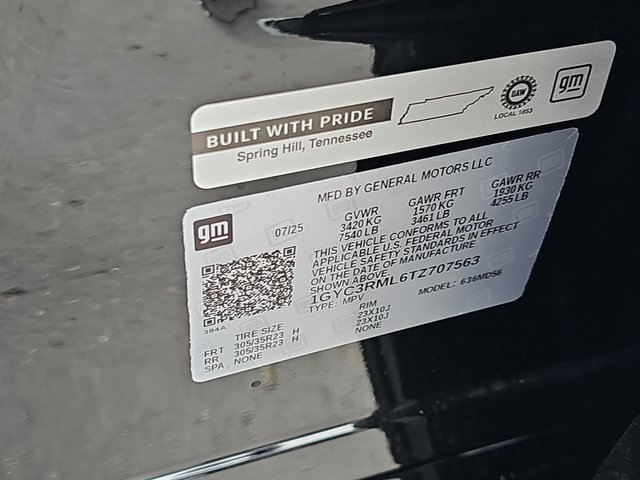 BUILT WITH PRIDE
Spring Hill, Tennessee
UAW
LOCAL 1853
gm
MFD BY GENERAL MOTORS LLC
gm
07/25
GVWR GAWR FRT GAWR RR
3420 KG 1570 KG 1930 KG
7540 LB 3461 LB 4255 LB
THIS VEHICLE CONFORMS TO ALL
APPLICABLE U.S. FEDERAL MOTOR
VEHICLE SAFETY STANDARDS IN EFFECT
ON THE DATE OF MANUFACTURE
SHOWN ABOVE.
1GYC3RML6TZ707563
TYPE: MPV MODEL: 636MD56
184A
TIRE SIZE RIM
FRT 305/35R23 H 23X10J
RR 305/35R23 H 23X10J
SPA NONE NONE